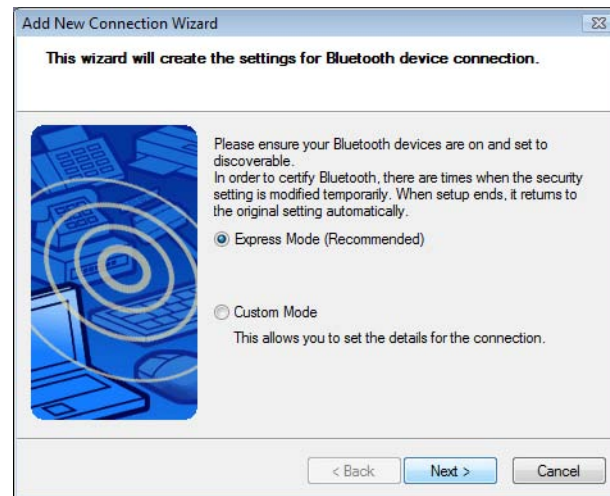 Add New Connection Wizard
This wizard will create the settings for Bluetooth device connection.
Please ensure your Bluetooth devices are on and set to
discoverable.
In order to certify Bluetooth, there are times when the security
setting is modified temporarily. When setup ends, it returns to
the original setting automatically.
Express Mode (Recommended)
Custom Mode
This allows you to set the details for the connection.
< Back
Next >
Cancel